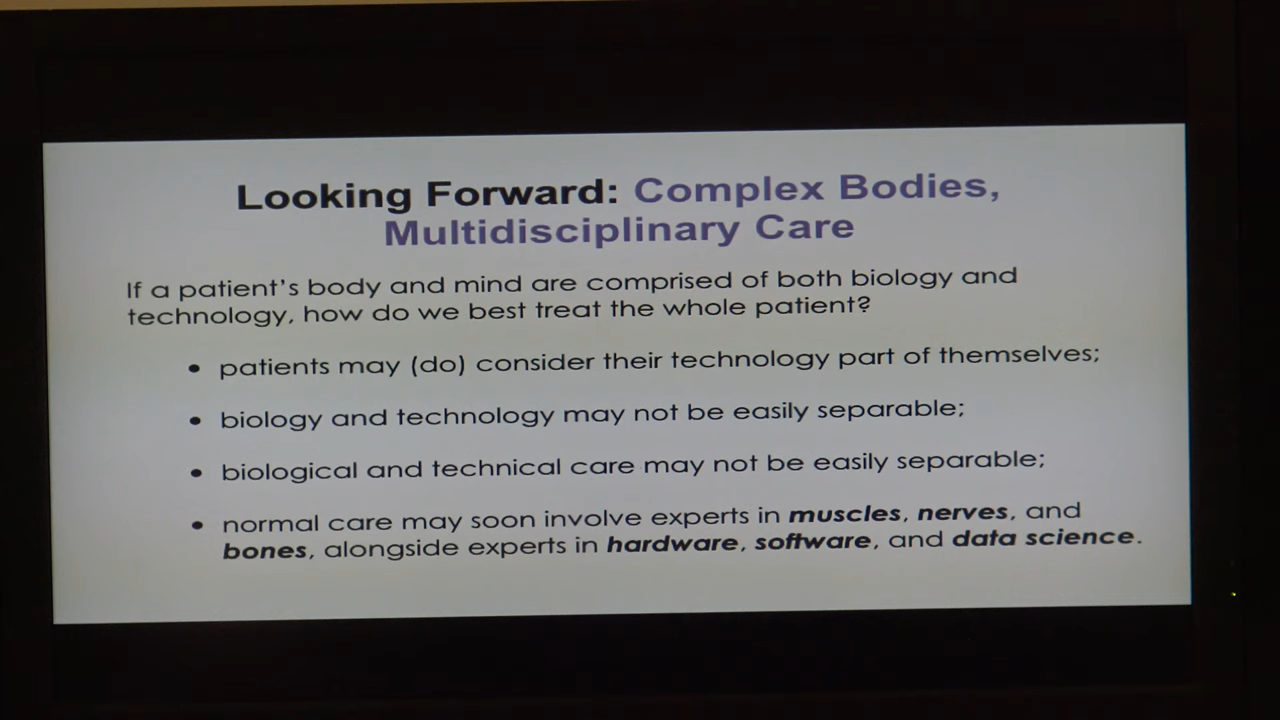 Looking Forward: Complex Bodies,
Multidisciplinary Care
If a patient's body and mind are comprised of both biology and
technology, how do we best treat the whole patient?
• patients may (do) consider their technology part of themselves;
• biology and technology may not be easily separable;
• biological and technical care may not be easily separable;
• normal care may soon involve experts in muscles, nerves, and
bones, alongside experts in hardware, software, and data science.